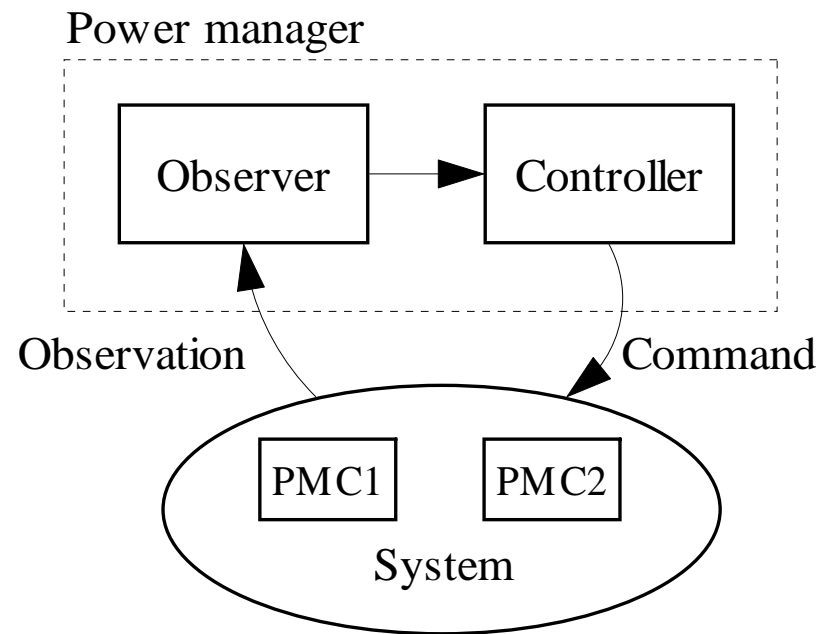 Power manager
Observer
Controller
Observation
Command
PMC1
PMC2
System